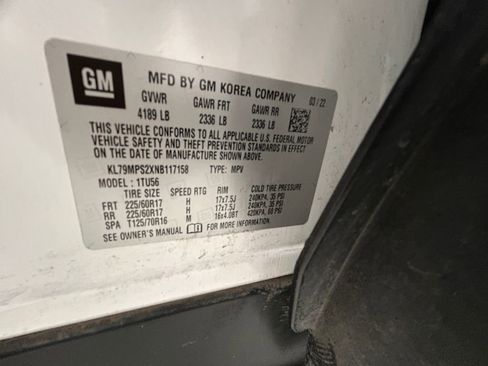 GM
MFD BY GM KOREA COMPANY 03/22
GVWR GAWR FRT GAWR RR
4189 LB 2336 LB 2336 LB
THIS VEHICLE CONFORMS TO ALL APPLICABLE U.S. FEDERAL MOTOR
VEHICLE SAFETY AND THEFT PREVENTION STANDARDS IN EFFECT
ON THE DATE OF MANUFACTURE SHOWN ABOVE.
KL79MPS2XNB117158 TYPE: MPV
MODEL: 1TU56
TIRE SIZE SPEED RTG RIM COLD TIRE PRESSURE
FRT 225/60R17 H 17x7.5J 240KPA, 35 PSI
RR 225/60R17 H 17x7.5J 240KPA, 35 PSI
SPA T125/70R16 M 16x4.0BT 420KPA, 60 PSI
SEE OWNER'S MANUAL FOR MORE INFORMATION